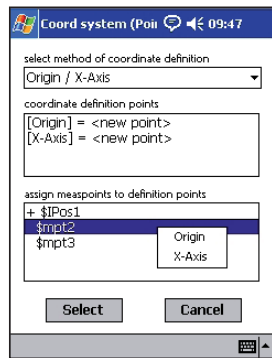 Coord system (Poi 09:47
select method of coordinate definition
Origin / X-Axis
coordinate definition points
[Origin] = <new point>
[X-Axis] = <new point>
assign measpoints to definition points
+ $IPos1
$mpt2
$mpt3
Origin
X-Axis
Select Cancel